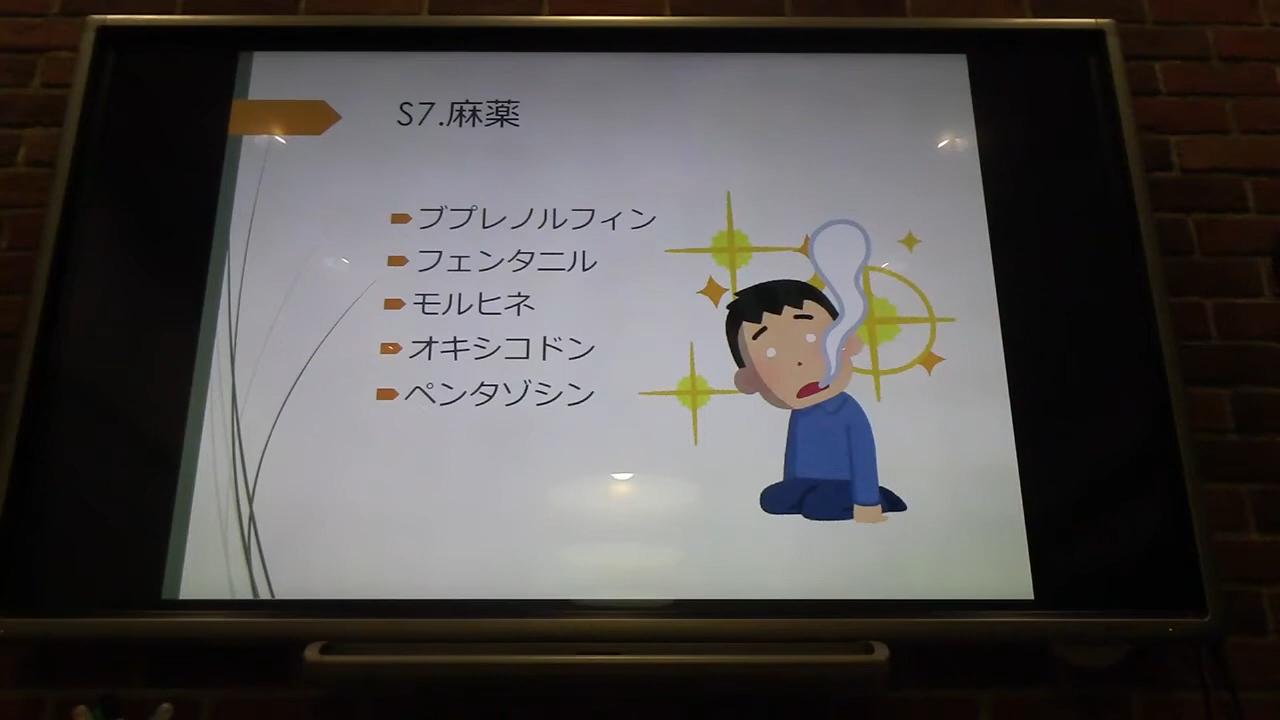 S7.麻薬
ブプレノルフィン
フェンタニル
モルヒネ
オキシコドン
ペンタゾシン